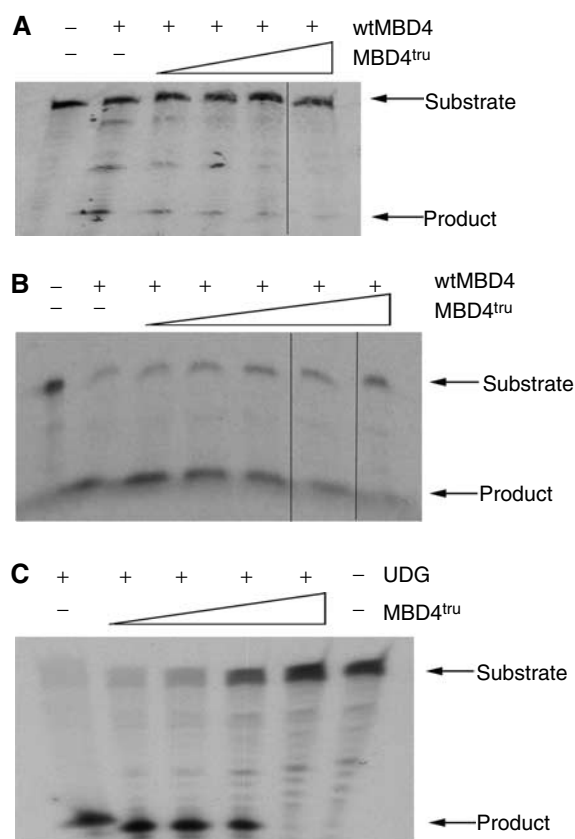 A
– + + + + + wtMBD4
– – MBD4tru
Substrate
Product
B
– + + + + + + wtMBD4
– – MBD4tru
Substrate
Product
C
+ + + + + – UDG
– – MBD4tru
Substrate
Product